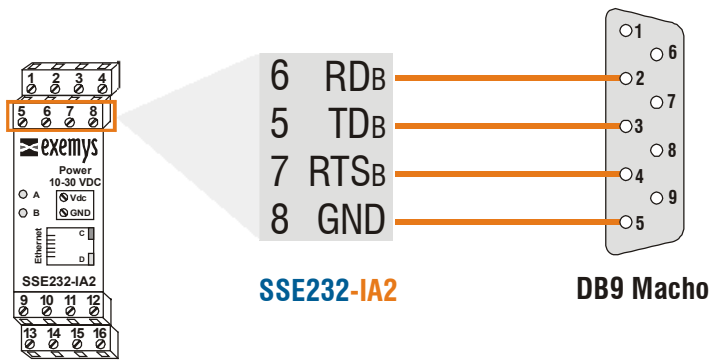 1 2 3 4
5 6 7 8
exemys
Power
10-30 VDC
A
B
Vdc
GND
Ethernet
C
D
SSE232-IA2
9 10 11 12
13 14 15 16
6 RDB
5 TDB
7 RTSB
8 GND
SSE232-IA2
1
6
2
7
3
8
4
9
5
DB9 Macho